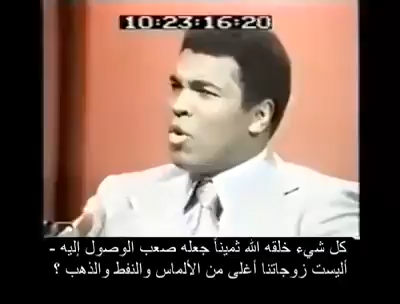 10:23:16:20
كل شيء خلقه الله ثميناً جعله صعب الوصول إليه -
أليست زوجاتنا أغلى من الألماس والنفط والذهب ؟